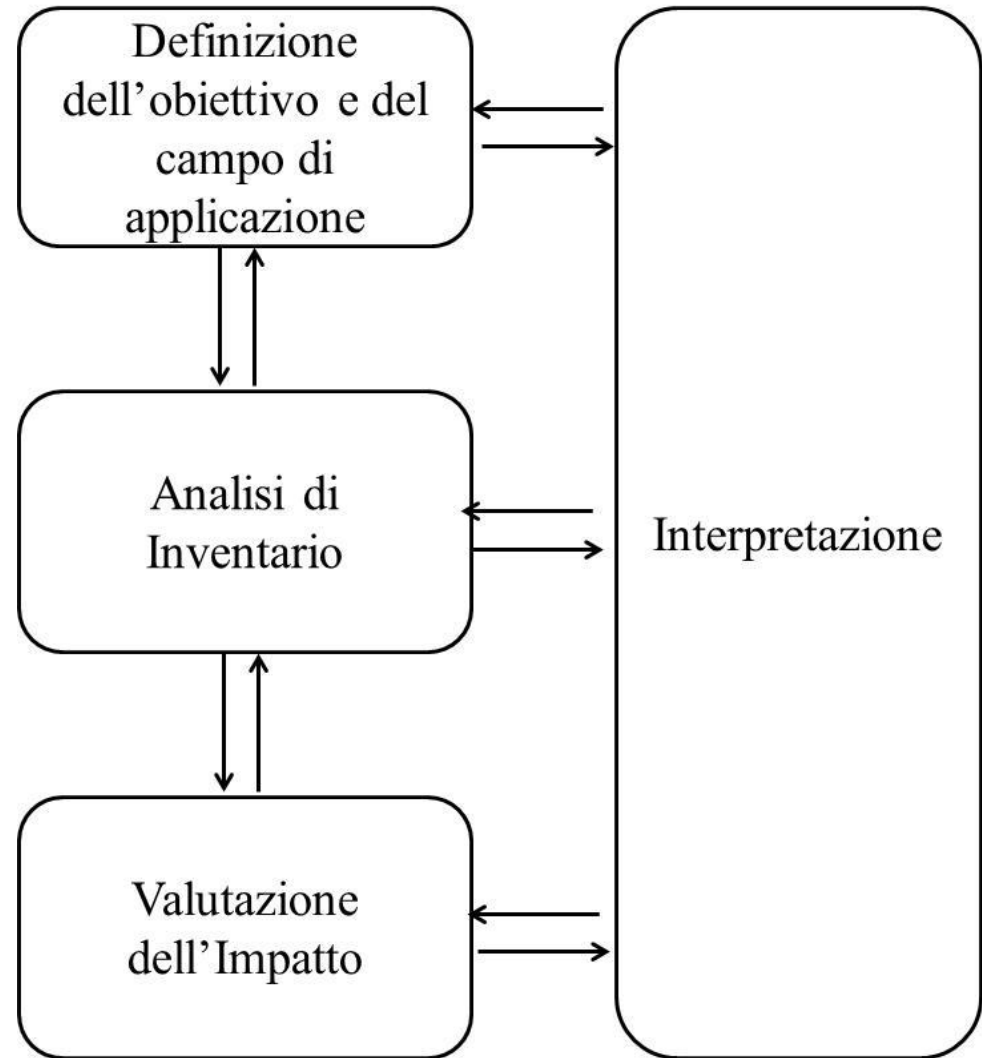 Definizione
dell’obiettivo e del
campo di
applicazione
Analisi di
Inventario
Interpretazione
Valutazione
dell’Impatto